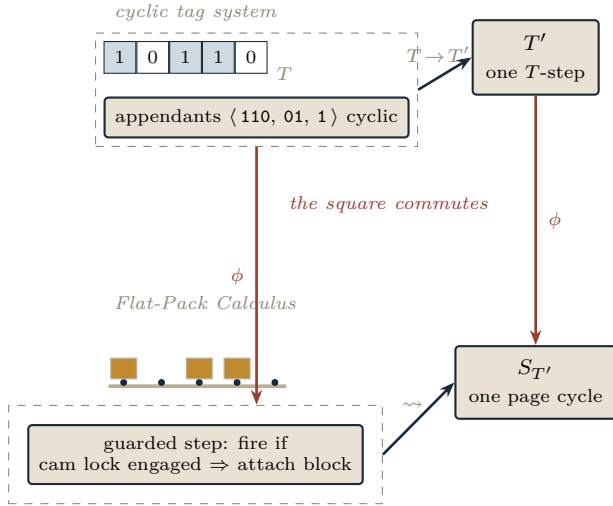 cyclic tag system
1 0 1 1 0
T
T → T′
T′
one T-step
appendants ⟨ 110, 01, 1 ⟩ cyclic
the square commutes
ϕ
ϕ
Flat-Pack Calculus
S_{T′}
one page cycle
⇝
guarded step: fire if
cam lock engaged ⇒ attach block